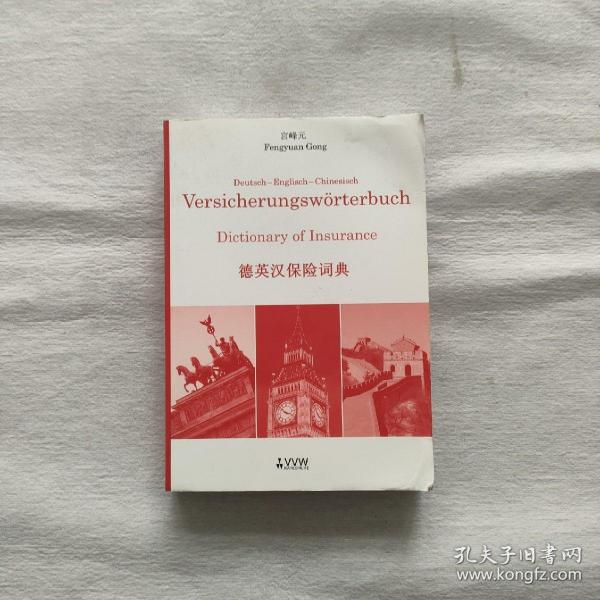 宫峰元
Fengyuan Gong
Deutsch – Englisch – Chinesisch
Versicherungswörterbuch
Dictionary of Insurance
德英汉保险词典
VVW
KARLSRUHE
孔夫子旧书网
www.kongfz.com